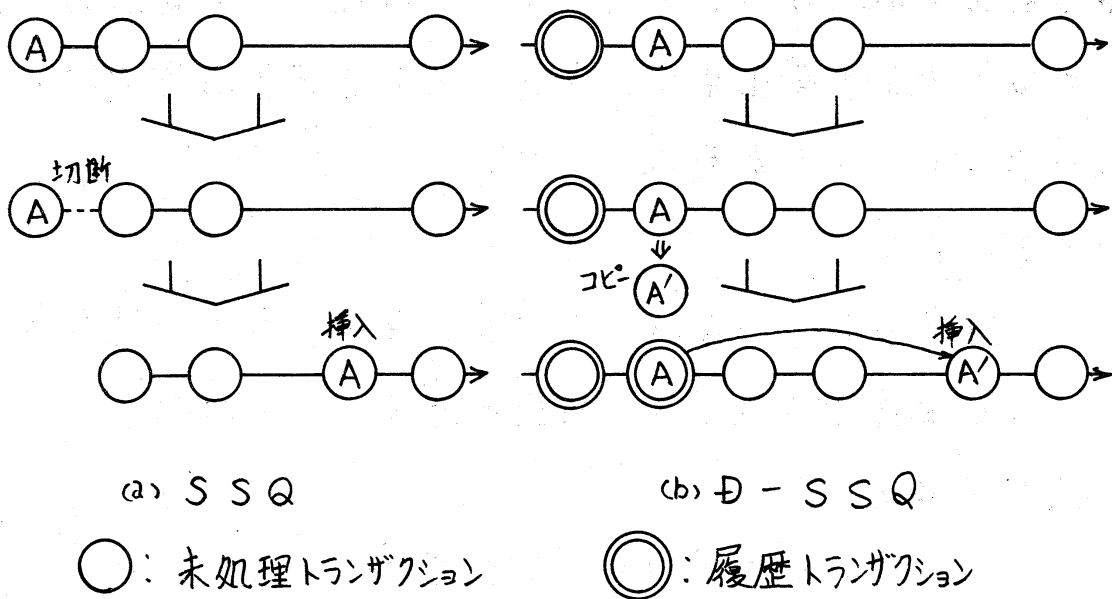 A
A
切断
A
A
コピー
A'
挿入
A
挿入
A
A'
(a) SSQ
(b) D-SSQ
○: 未処理トランザクション
◎: 履歴トランザクション